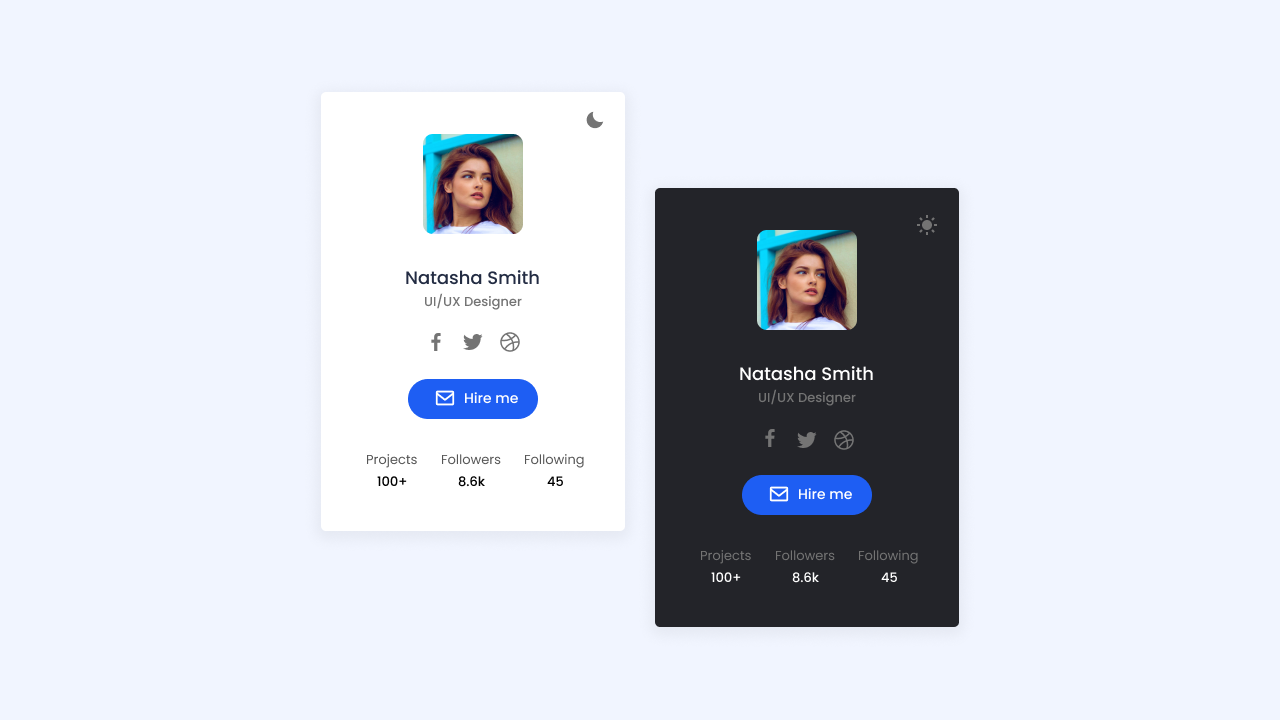 Natasha Smith
UI/UX Designer
Hire me
Projects Followers Following
100+ 8.6k 45
Natasha Smith
UI/UX Designer
Hire me
Projects Followers Following
100+ 8.6k 45